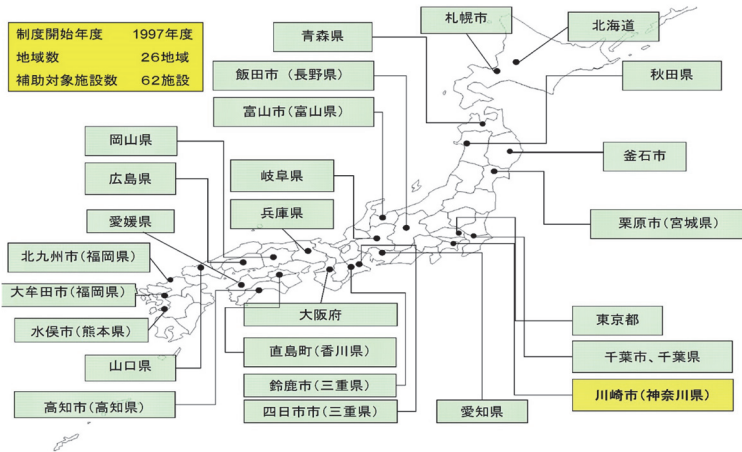 制度開始年度 1997年度
地域数 26地域
補助対象施設数 62施設
札幌市
北海道
青森県
飯田市（長野県）
秋田県
富山市（富山県）
岡山県
釜石市
広島県
岐阜県
兵庫県
愛媛県
栗原市（宮城県）
北九州市（福岡県）
大牟田市（福岡県）
水俣市（熊本県）
大阪府
東京都
山口県
直島町（香川県）
千葉市、千葉県
鈴鹿市（三重県）
川崎市（神奈川県）
高知市（高知県）
四日市市（三重県）
愛知県